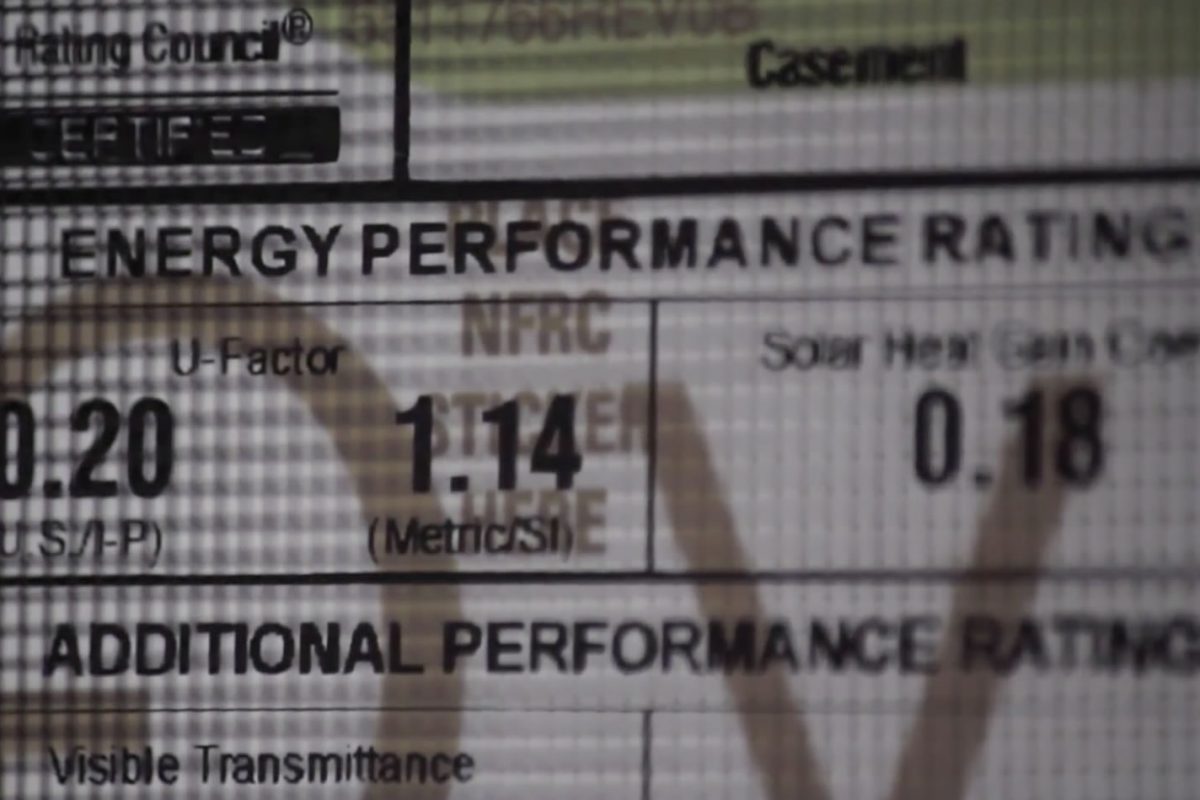 Rating Council®
Casement
CERTIFIED
ENERGY PERFORMANCE RATING
NFRC
STICKER
HERE
U-Factor
Solar Heat Gain Coe
0.20
1.14
0.18
U.S./I-P)
(Metric/SI)
ADDITIONAL PERFORMANCE RATING
Visible Transmittance